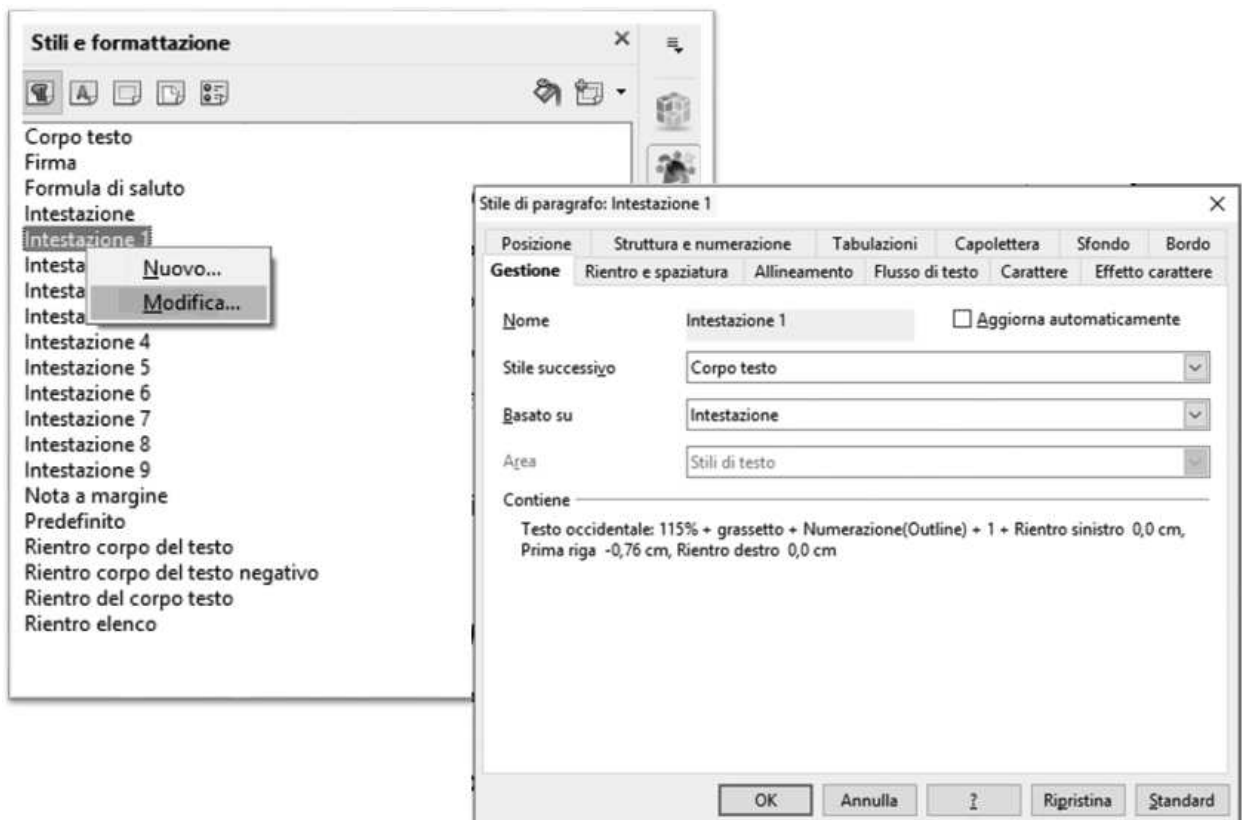 Stili e formattazione
Corpo testo
Firma
Formula di saluto
Intestazione
Intestazione 1
Intesta
Intesta
Intesta
Nuovo...
Modifica...
Intestazione 4
Intestazione 5
Intestazione 6
Intestazione 7
Intestazione 8
Intestazione 9
Nota a margine
Predefinito
Rientro corpo del testo
Rientro corpo del testo negativo
Rientro del corpo testo
Rientro elenco
Stile di paragrafo: Intestazione 1
Posizione Struttura e numerazione Tabulazioni Capolettera Sfondo Bordo
Gestione Rientro e spaziatura Allineamento Flusso di testo Carattere Effetto carattere
Nome Intestazione 1 Aggiorna automaticamente
Stile successivo Corpo testo
Basato su Intestazione
Area Stili di testo
Contiene
Testo occidentale: 115% + grassetto + Numerazione(Outline) + 1 + Rientro sinistro 0,0 cm,
Prima riga -0,76 cm, Rientro destro 0,0 cm
OK Annulla ? Ripristina Standard